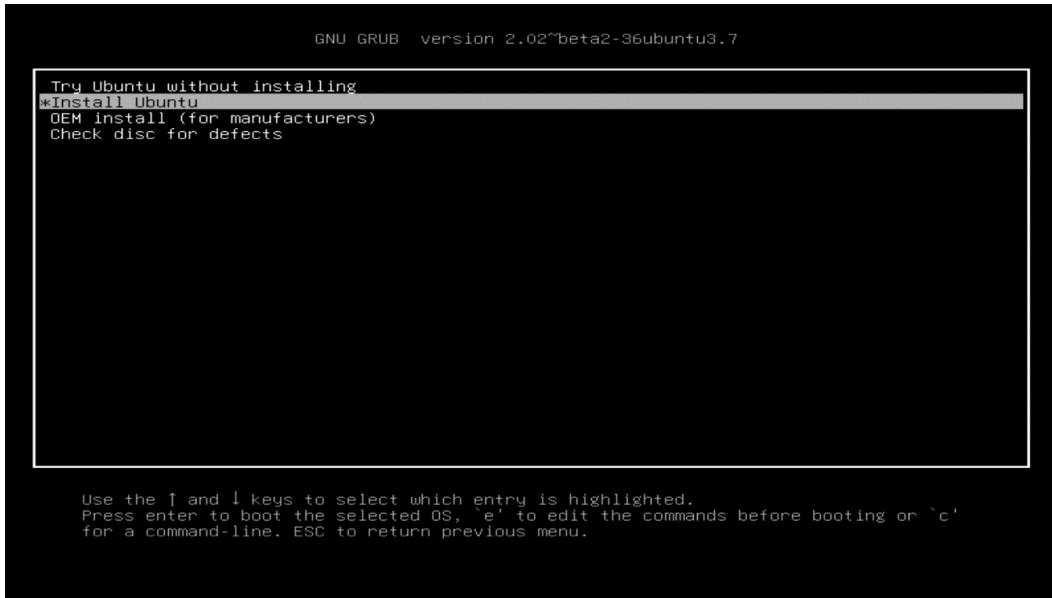 GNU GRUB  version 2.02~beta2-36ubuntu3.7
Try Ubuntu without installing
*Install Ubuntu
OEM install (for manufacturers)
Check disc for defects
Use the ↑ and ↓ keys to select which entry is highlighted.
Press enter to boot the selected OS, `e' to edit the commands before booting or `c'
for a command-line. ESC to return previous menu.